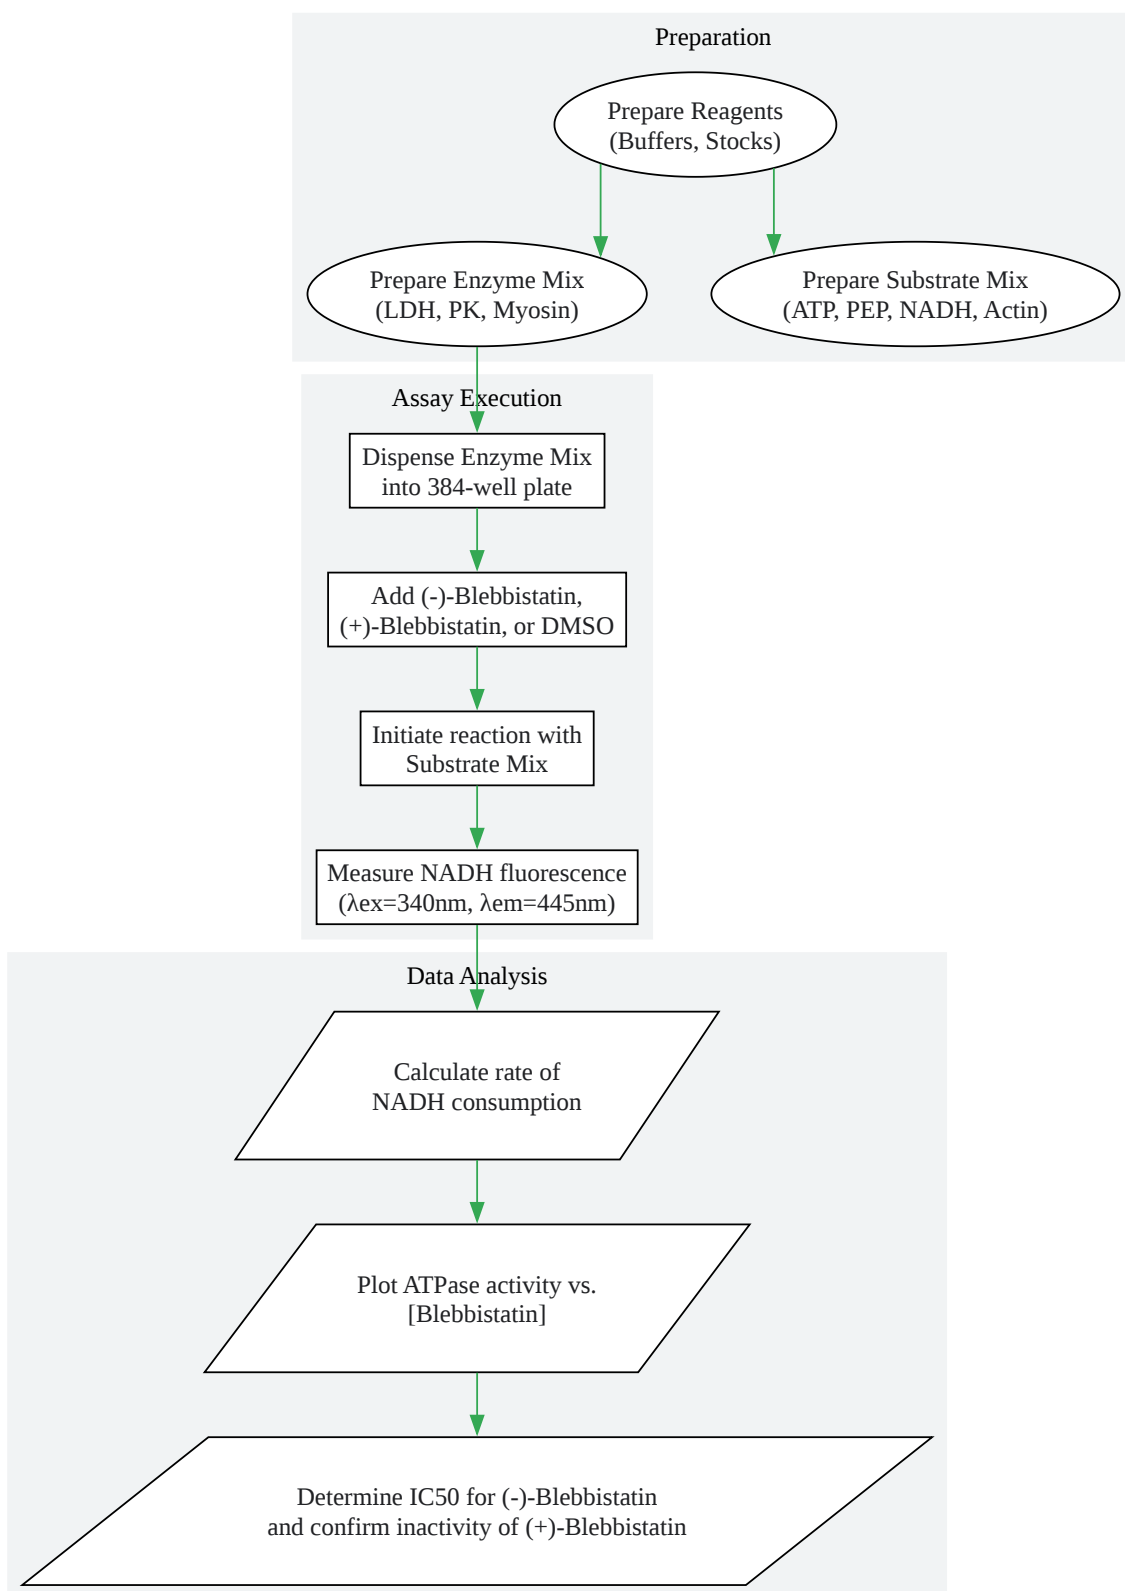 Preparation
Prepare Reagents
(Buffers, Stocks)
Prepare Enzyme Mix
(LDH, PK, Myosin)
Prepare Substrate Mix
(ATP, PEP, NADH, Actin)
Assay Execution
Dispense Enzyme Mix
into 384-well plate
Add (-)-Blebbistatin,
(+)-Blebbistatin, or DMSO
Initiate reaction with
Substrate Mix
Measure NADH fluorescence
(λex=340nm, λem=445nm)
Data Analysis
Calculate rate of
NADH consumption
Plot ATPase activity vs.
[Blebbistatin]
Determine IC50 for (-)-Blebbistatin
and confirm inactivity of (+)-Blebbistatin